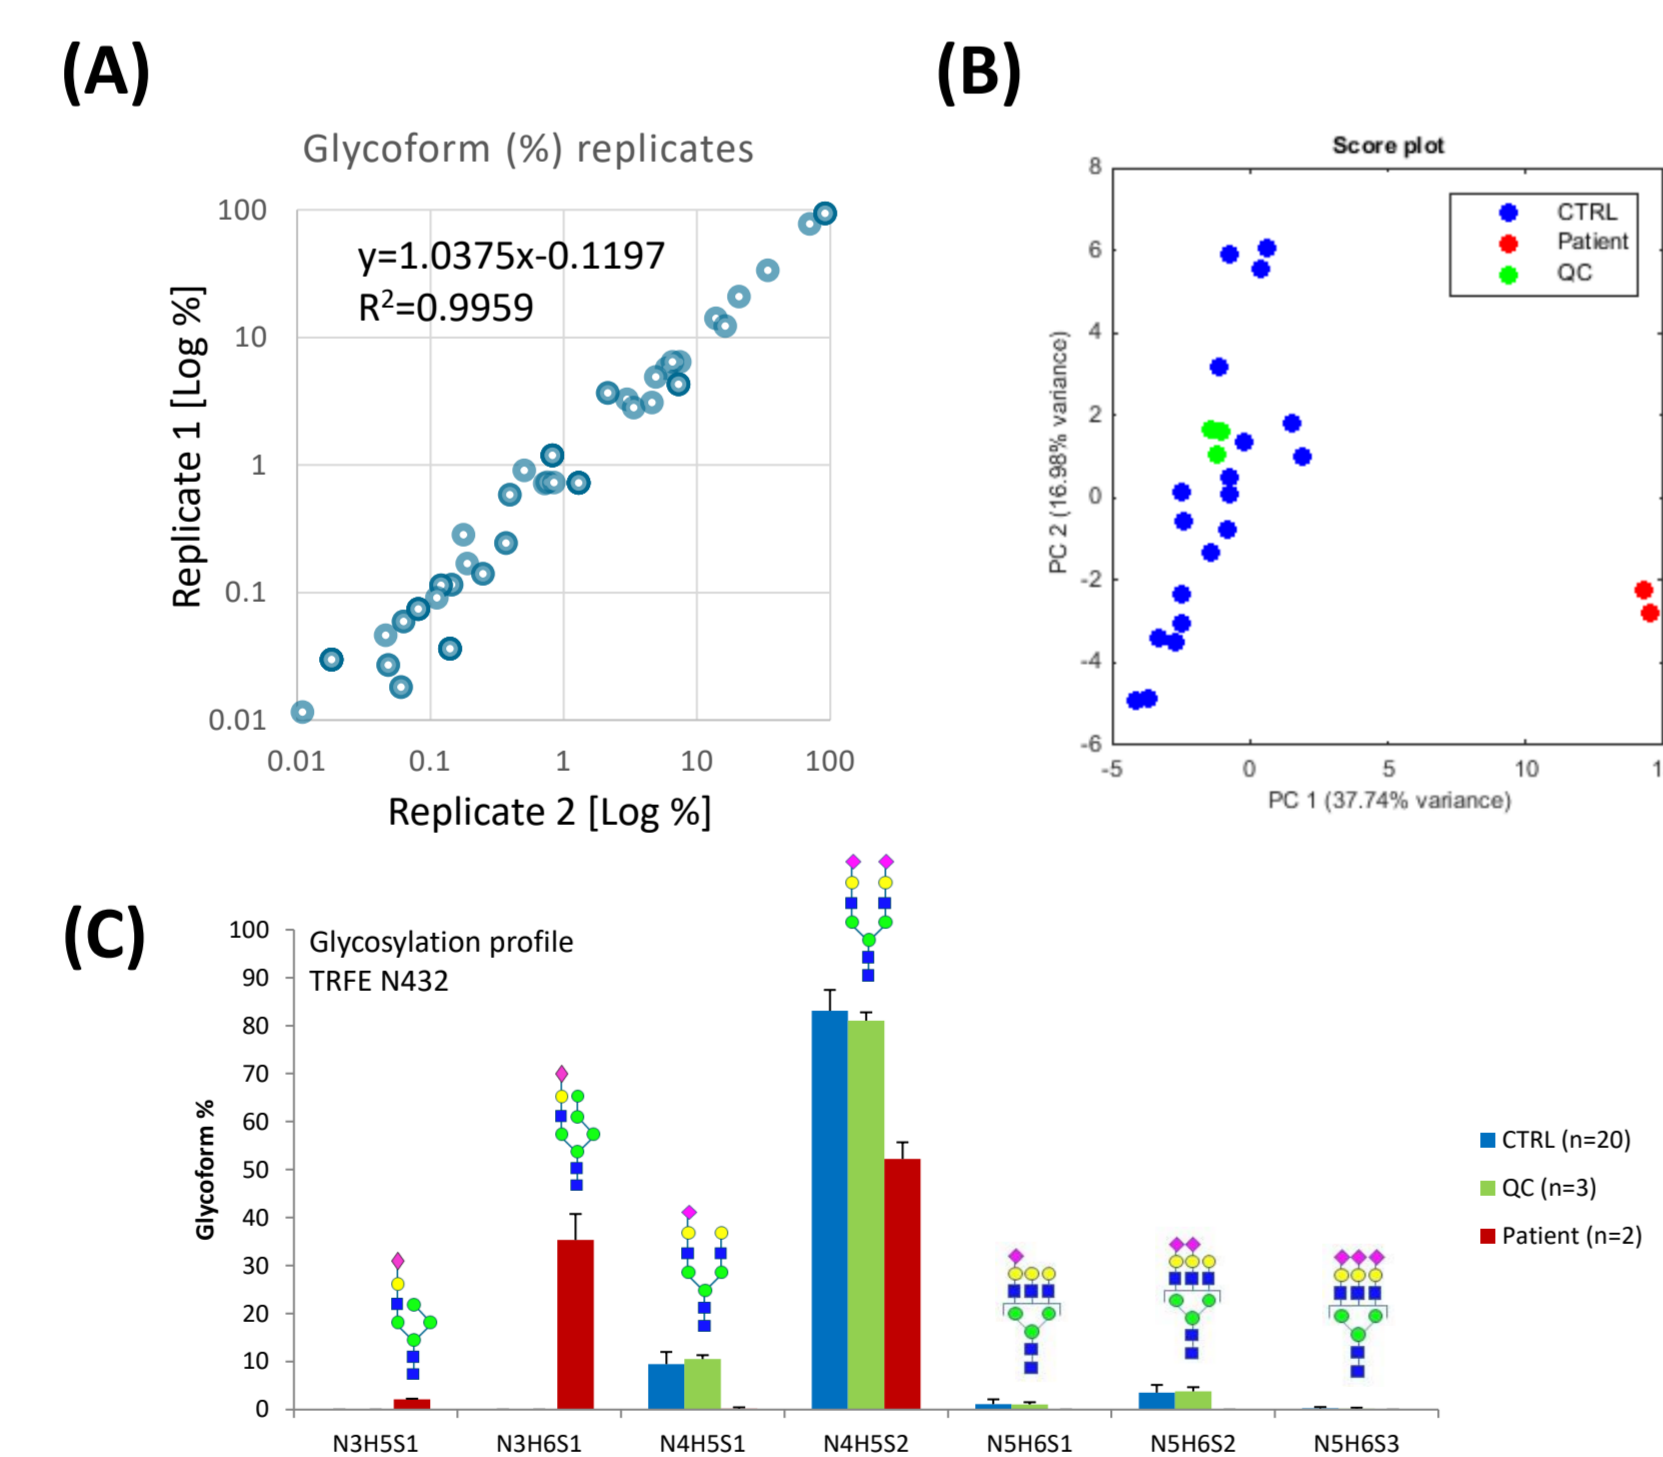 (A)
Glycoform (%) replicates
y=1.0375x-0.1197
R²=0.9959
Replicate 1 [Log %]
100
10
1
0.1
0.01
0.01 0.1 1 10 100
Replicate 2 [Log %]
(B)
Score plot
CTRL
Patient
QC
PC 2 (16.98% variance)
8
6
4
2
0
-2
-4
-6
-5 0 5 10 1
PC 1 (37.74% variance)
(C)
Glycosylation profile
TRFE N432
Glycoform %
100
90
80
70
60
50
40
30
20
10
0
N3H5S1 N3H6S1 N4H5S1 N4H5S2 N5H6S1 N5H6S2 N5H6S3
CTRL (n=20)
QC (n=3)
Patient (n=2)